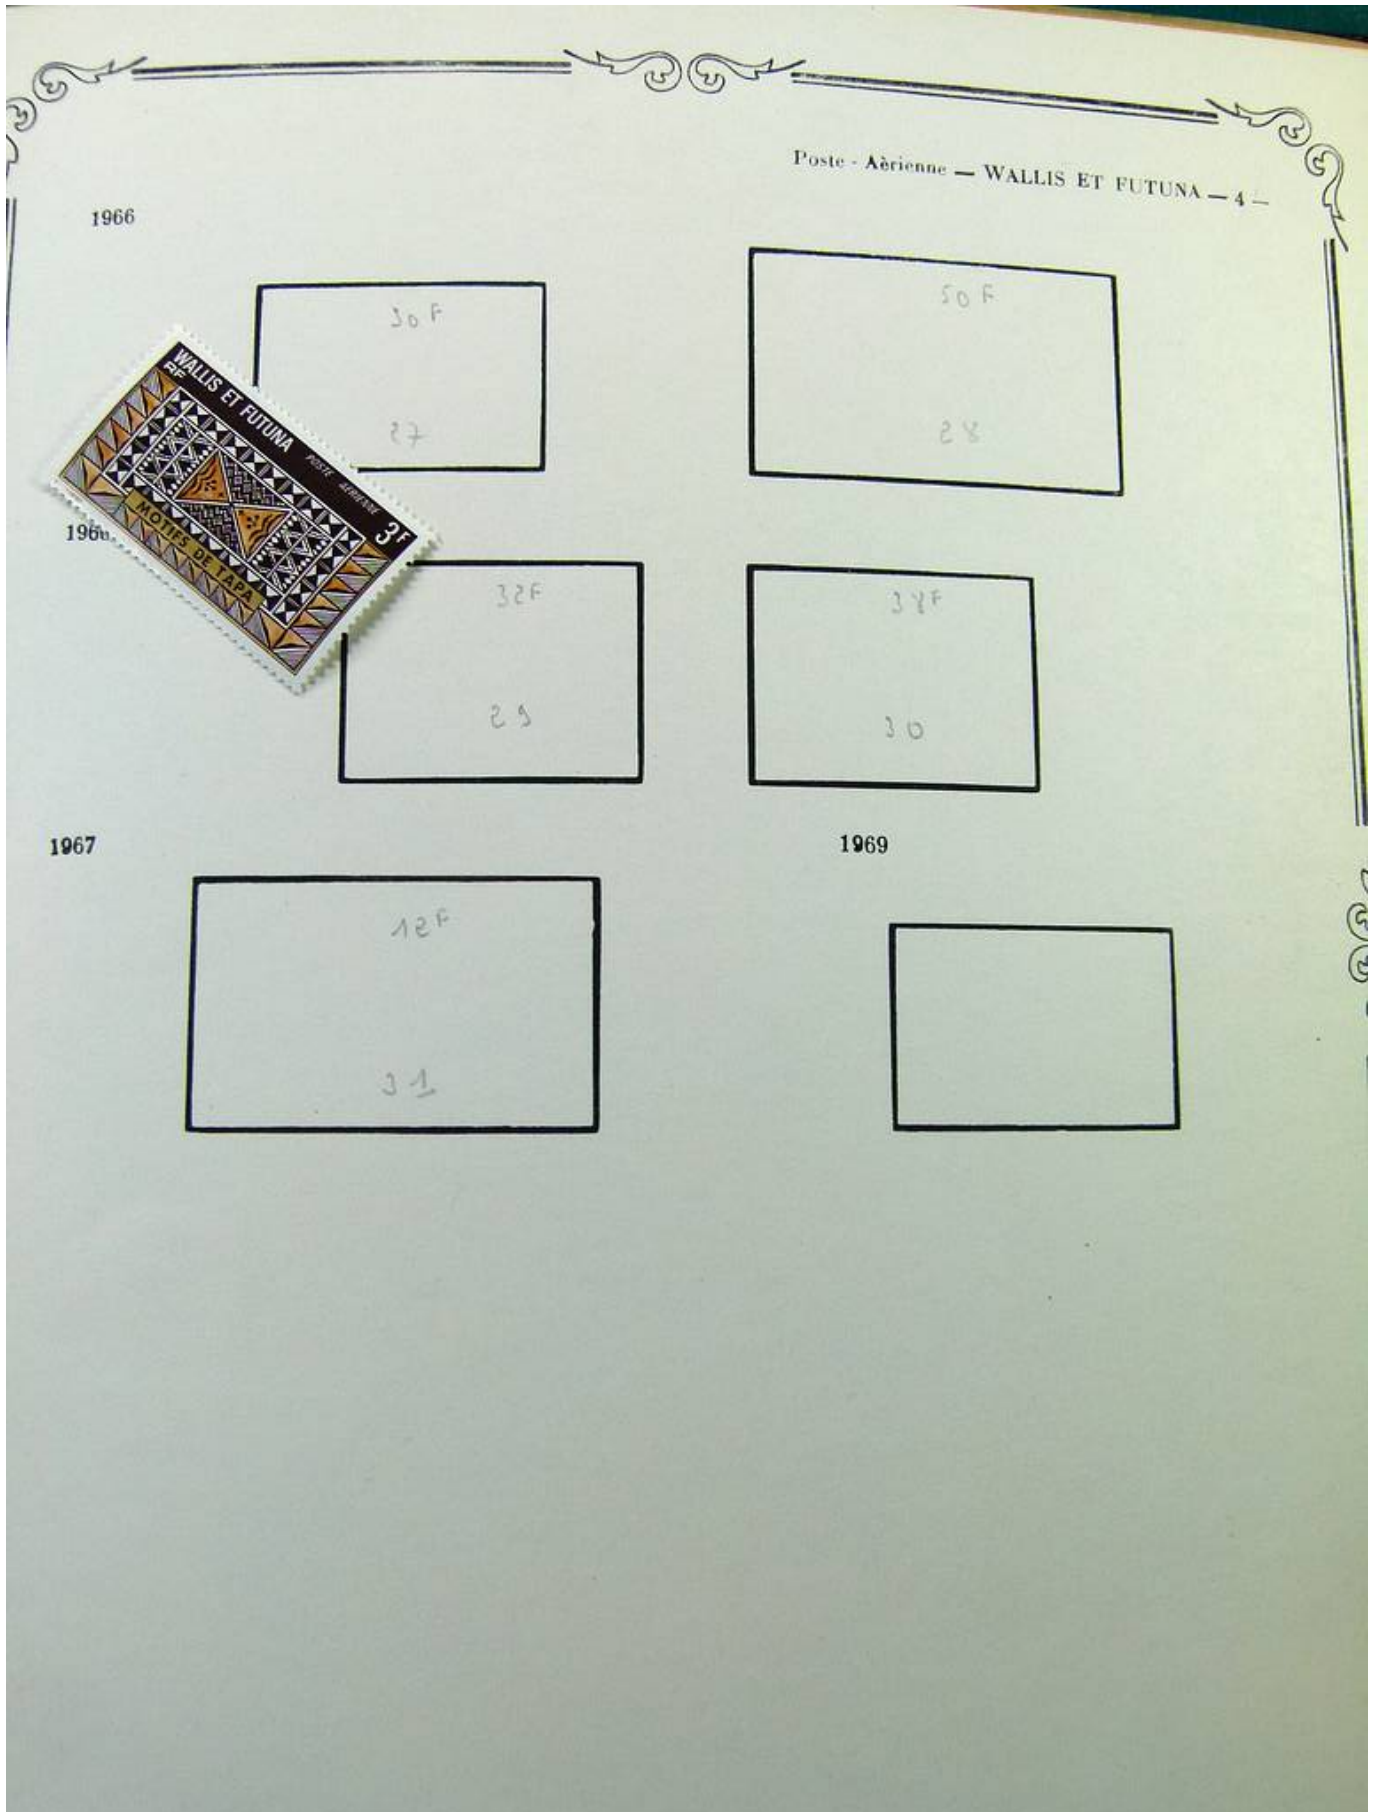 Poste - Aèrienne — WALLIS ET FUTUNA — 4 —
1966
30 F
27
50 F
28
WALLIS ET FUTUNA POSTE AERIENNE 3F
RF
MOTIFS DE TAPA
32F
29
38F
30
1967
12F
31
1969